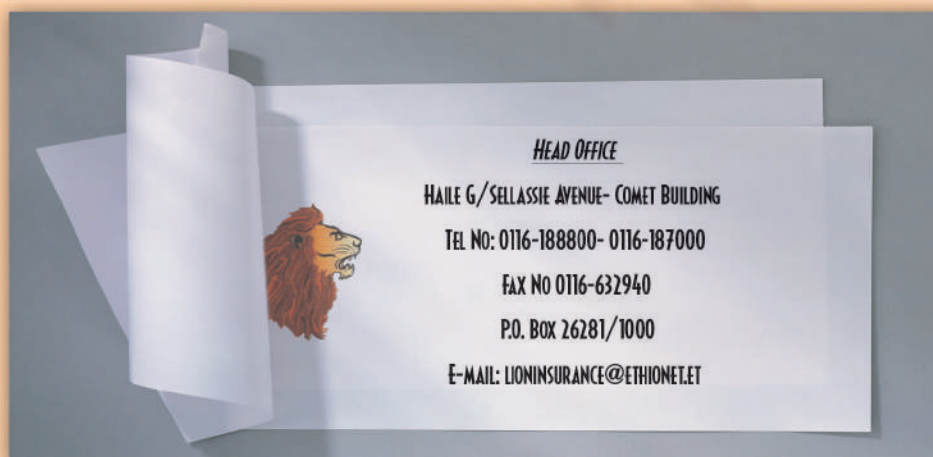 Head Office
Haile G/Sellassie Avenue- Comet Building
Tel No: 0116-188800- 0116-187000
Fax No 0116-632940
P.O. Box 26281/1000
E-mail: lioninsurance@ethionet.et